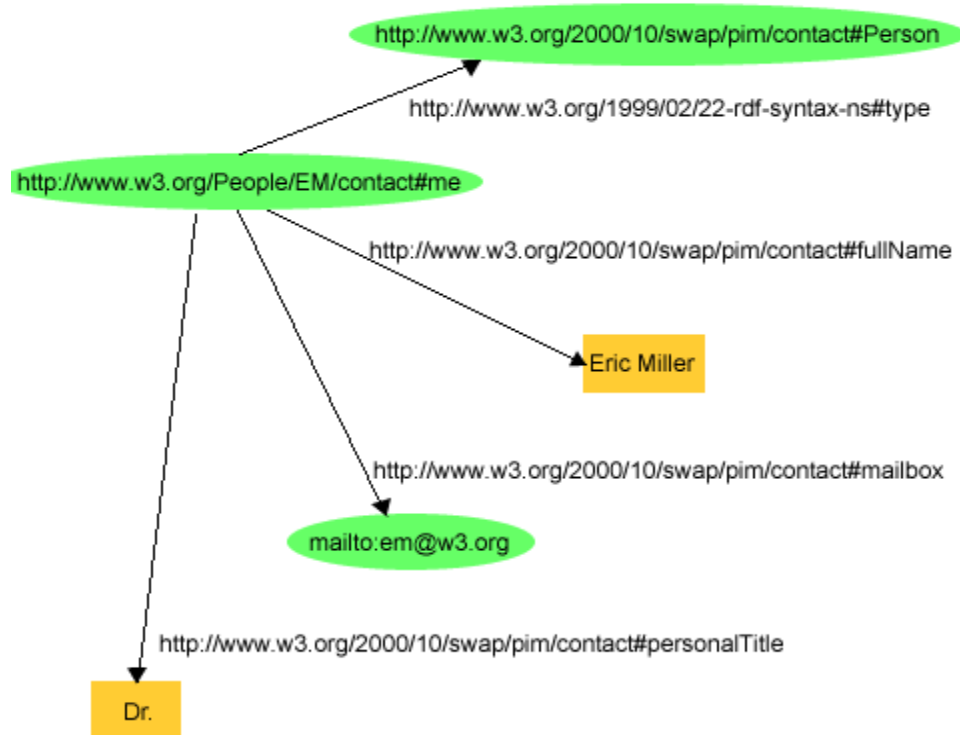 http://www.w3.org/2000/10/swap/pim/contact#Person
http://www.w3.org/1999/02/22-rdf-syntax-ns#type
http://www.w3.org/People/EM/contact#me
http://www.w3.org/2000/10/swap/pim/contact#fullName
Eric Miller
http://www.w3.org/2000/10/swap/pim/contact#mailbox
mailto:em@w3.org
http://www.w3.org/2000/10/swap/pim/contact#personalTitle
Dr.